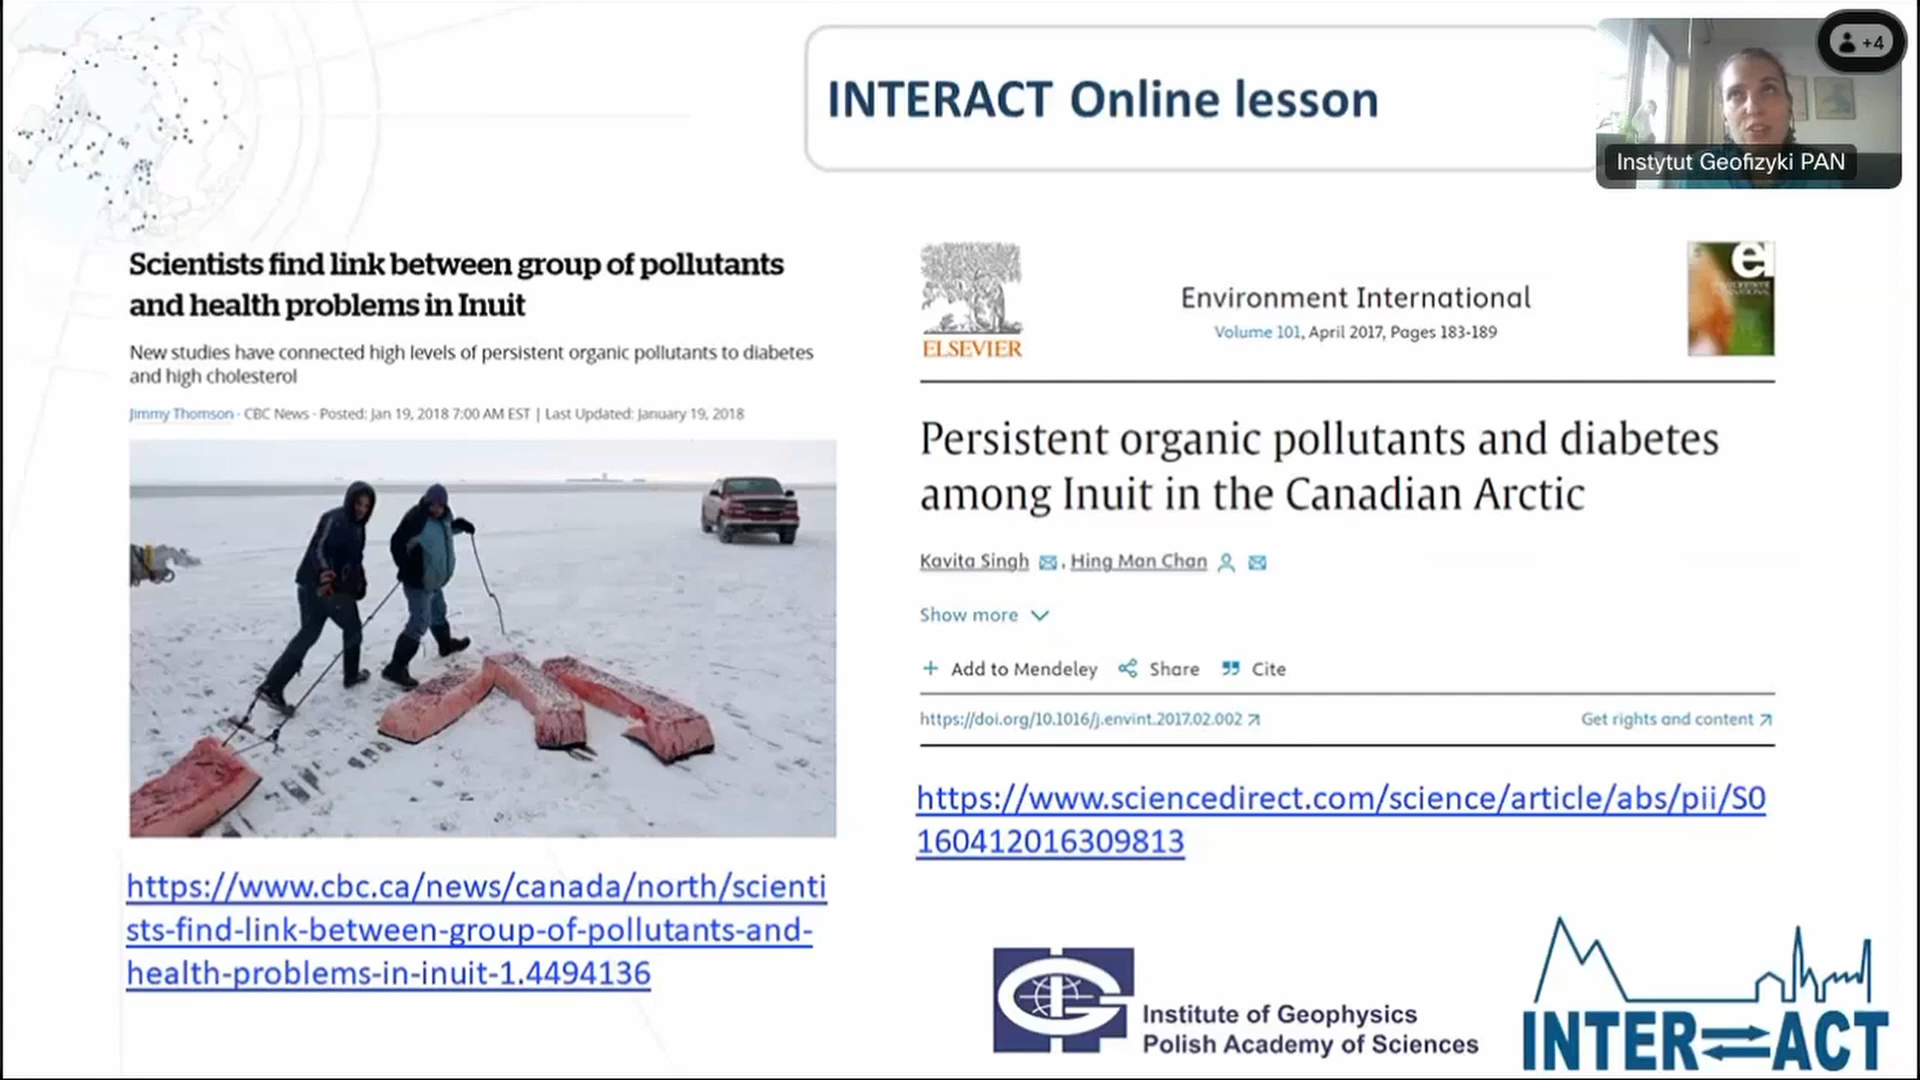 INTERACT Online lesson
+4
Instytut Geofizyki PAN
Scientists find link between group of pollutants
and health problems in Inuit
New studies have connected high levels of persistent organic pollutants to diabetes
and high cholesterol
Jimmy Thomson · CBC News · Posted: Jan 19, 2018 7:00 AM EST | Last Updated: January 19, 2018
https://www.cbc.ca/news/canada/north/scienti
sts-find-link-between-group-of-pollutants-and-
health-problems-in-inuit-1.4494136
ELSEVIER
Environment International
Volume 101, April 2017, Pages 183-189
ei
Persistent organic pollutants and diabetes
among Inuit in the Canadian Arctic
Kavita Singh , Hing Man Chan
Show more
+ Add to Mendeley Share Cite
https://doi.org/10.1016/j.envint.2017.02.002 Get rights and content
https://www.sciencedirect.com/science/article/abs/pii/S0
160412016309813
Institute of Geophysics
Polish Academy of Sciences
INTERACT